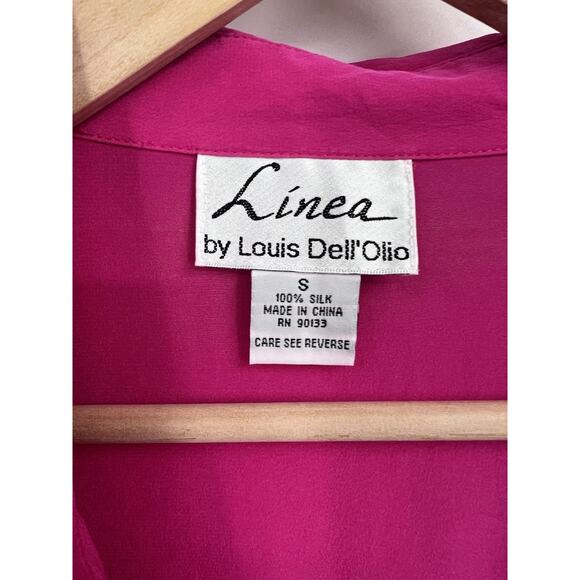 Linea
by Louis Dell'Olio
S
100% SILK
MADE IN CHINA
RN 90133
CARE SEE REVERSE